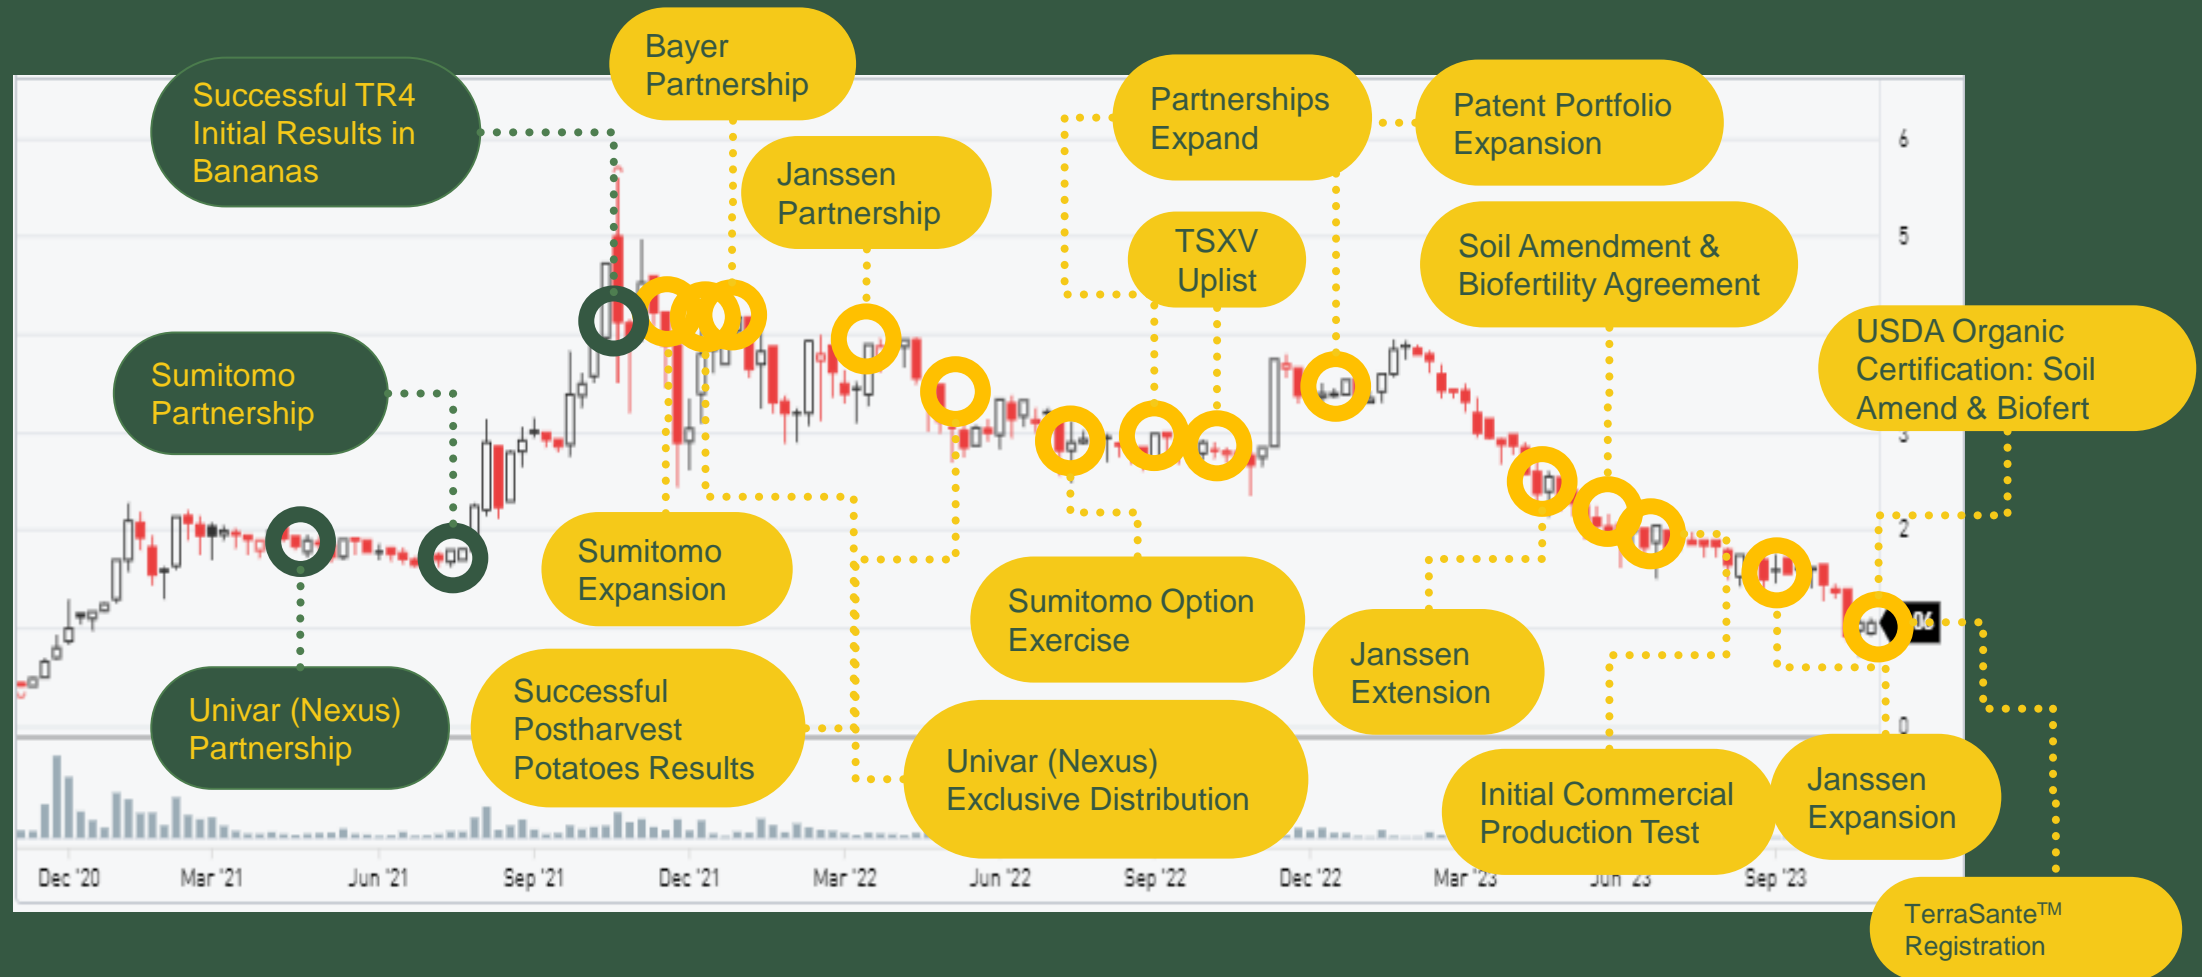 Bayer
Partnership
Successful TR4
Initial Results in
Bananas
Partnerships
Expand
Patent Portfolio
Expansion
Janssen
Partnership
TSXV
Uplist
Soil Amendment &
Biofertility Agreement
6
5
USDA Organic
Certification: Soil
Amend & Biofert
3
2
Sumitomo
Partnership
Sumitomo
Expansion
Sumitomo Option
Exercise
06
Janssen
Extension
Univar (Nexus)
Partnership
Successful
Postharvest
Potatoes Results
Univar (Nexus)
Exclusive Distribution
0
Initial Commercial
Production Test
Janssen
Expansion
Dec '20 Mar '21 Jun '21 Sep '21 Dec '21 Mar '22 Jun '22 Sep '22 Dec '22 Mar '23 Jun '23 Sep '23
TerraSante™
Registration